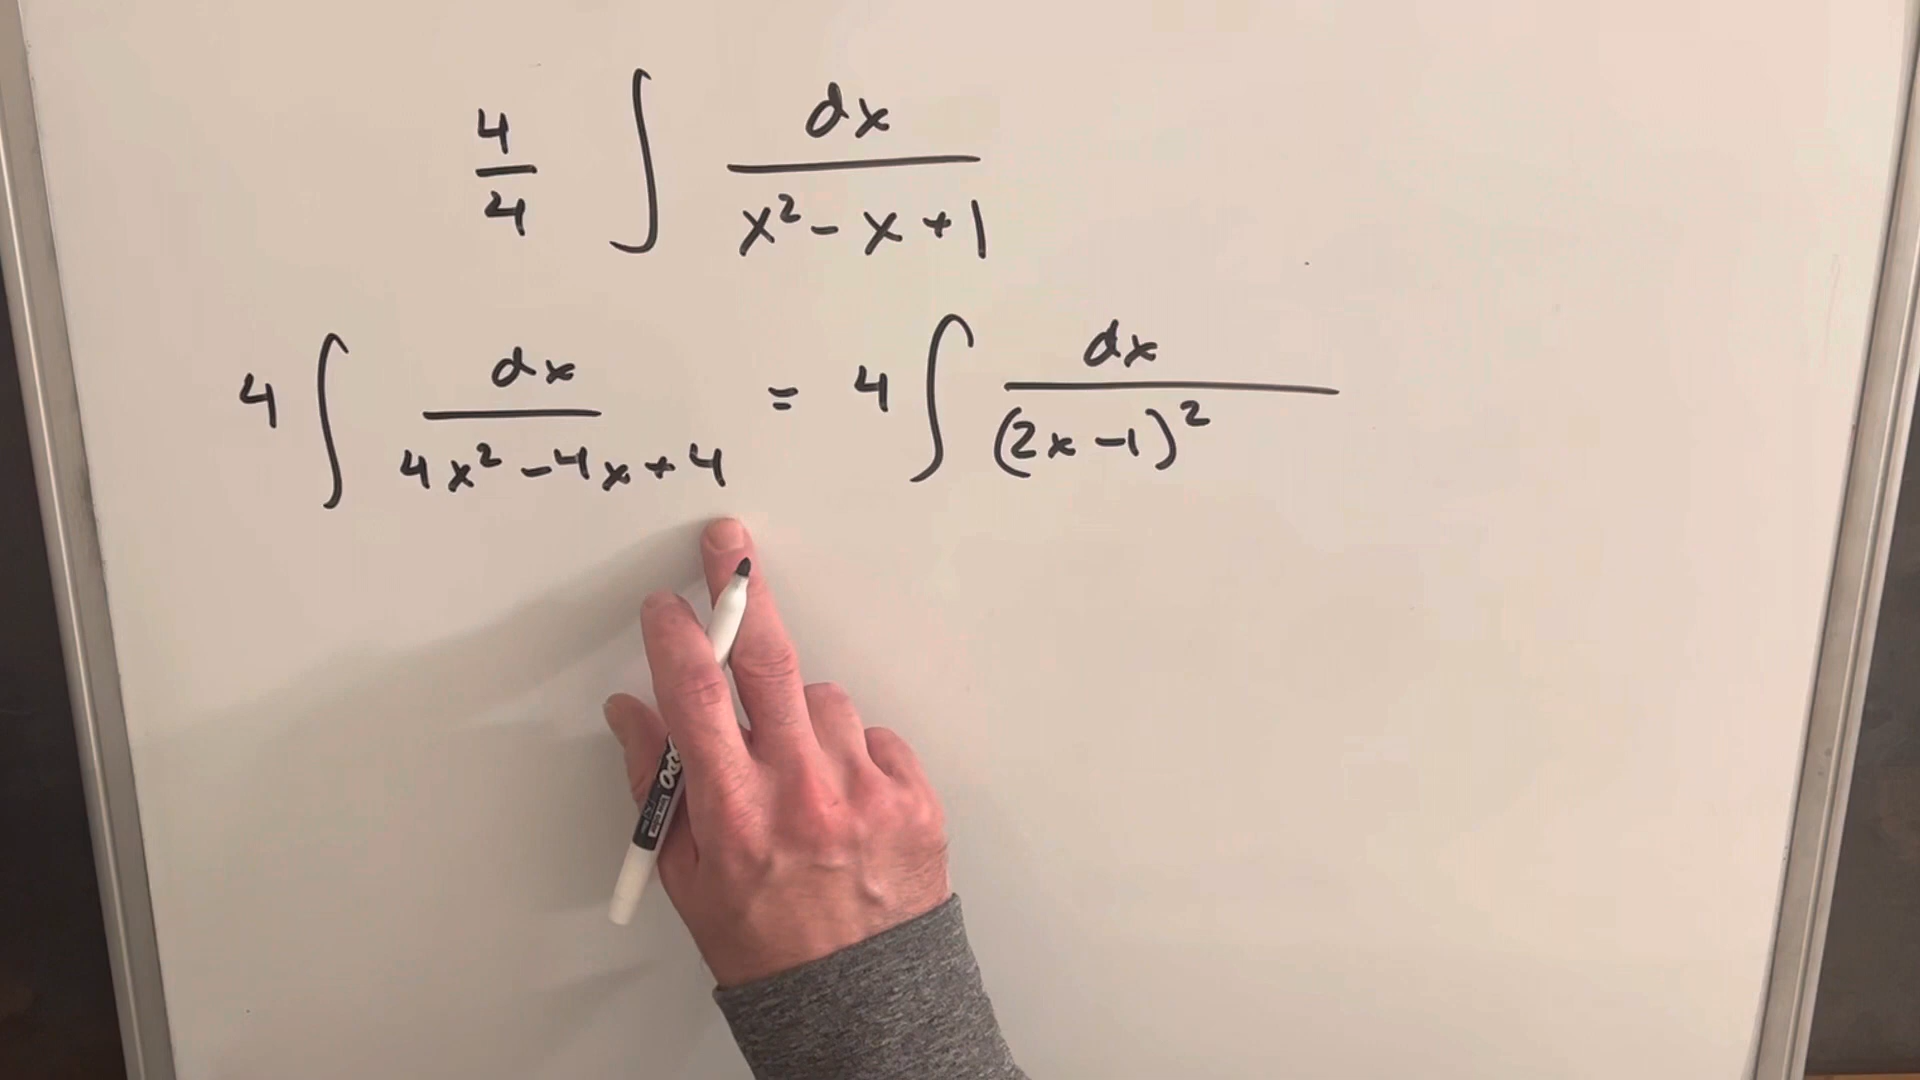 4/4 ∫ dx/(x² - x + 1)
4 ∫ dx/(4x² - 4x + 4) = 4 ∫ dx/(2x - 1)²